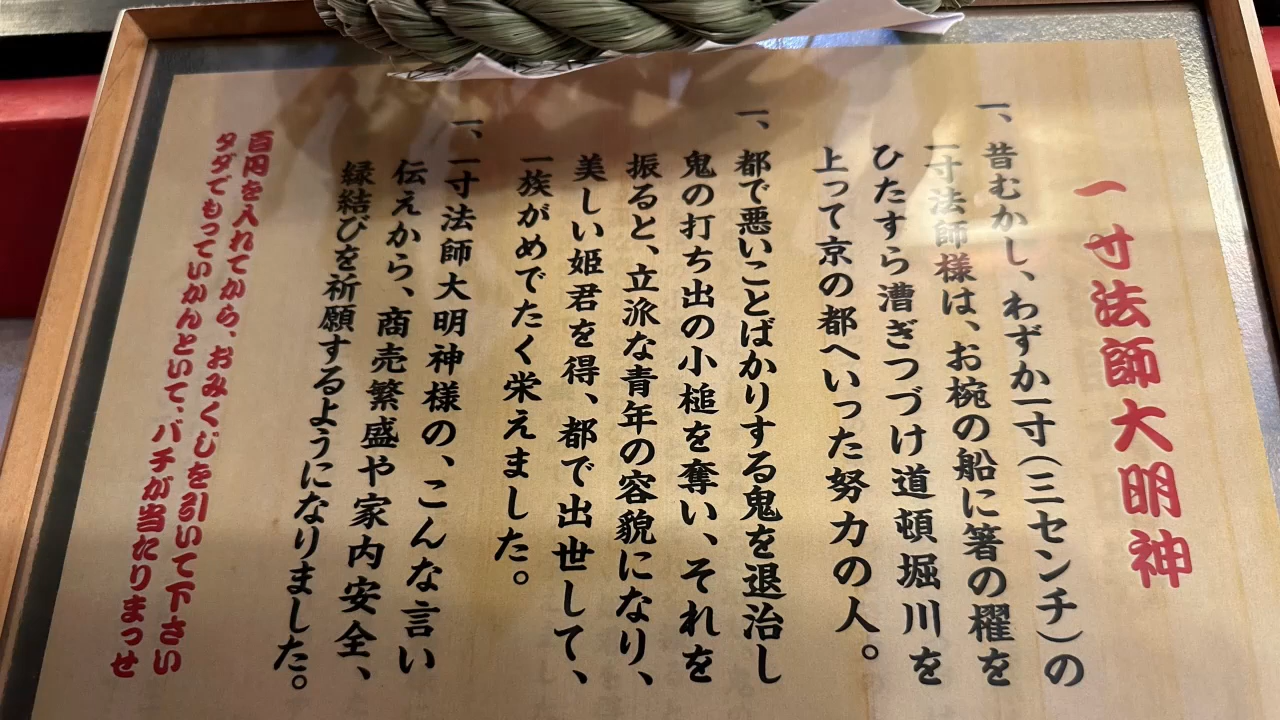 一寸法師大明神
一、昔むかし、わずか一寸(三センチ)の
一寸法師様は、お椀の船に箸の櫂を
ひたすら漕ぎつづけ道頓堀川を
上って京の都へいった努力の人。
一、都で悪いことばかりする鬼を退治し
鬼の打ち出の小槌を奪い、それを
振ると、立派な青年の容貌になり、
美しい姫君を得、都で出世して、
一族がめでたく栄えました。
一、一寸法師大明神様の、こんな言い
伝えから、商売繁盛や家内安全、
縁結びを祈願するようになりました。
百円を入れてから、おみくじを引いて下さい
タダでもっていかんといて、バチが当たりまっせ